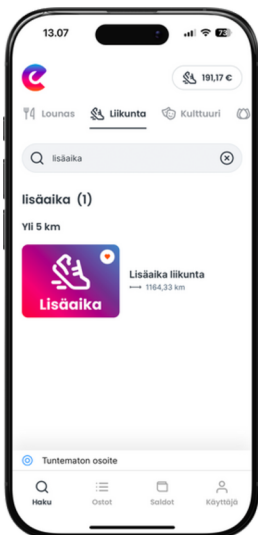 13.07
73
191,17 €
Lounas
Liikunta
Kulttuuri
lisäaika
lisäaika (1)
Yli 5 km
Lisäaika
Lisäaika liikunta
1164,33 km
Tuntematon osoite
Haku
Ostot
Saldot
Käyttäjä